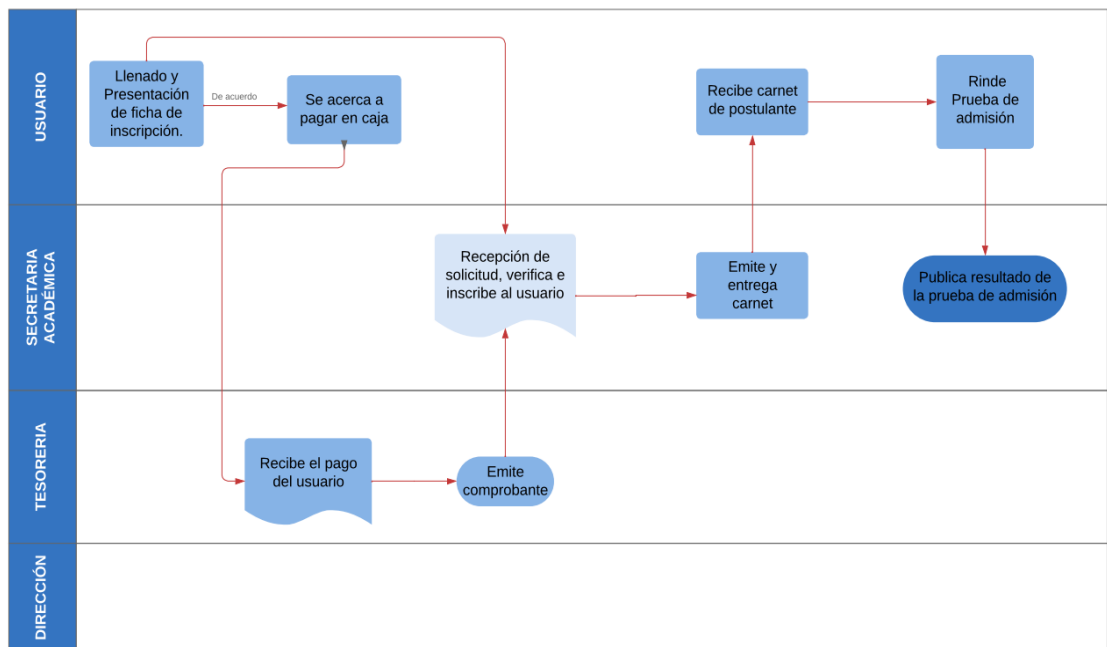 USUARIO
Llenado y
Presentación
de ficha de
inscripción.
De acuerdo
Se acerca a
pagar en caja
Recibe carnet de
postulante
Rinde
Prueba de
admisión
SECRETARIA
ACADÉMICA
Recepción de
solicitud, verifica e
inscribe al usuario
Emite y
entrega
carnet
Publica resultado de
la prueba de admisión
TESORERIA
Recibe el pago
del usuario
Emite
comprobante
DIRECCIÓN